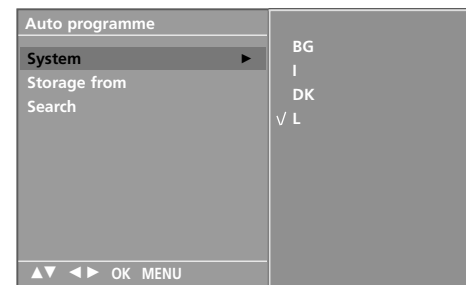 Auto programme
System ►
Storage from
Search
▲▼ ◄► OK MENU
BG
I
DK
√ L